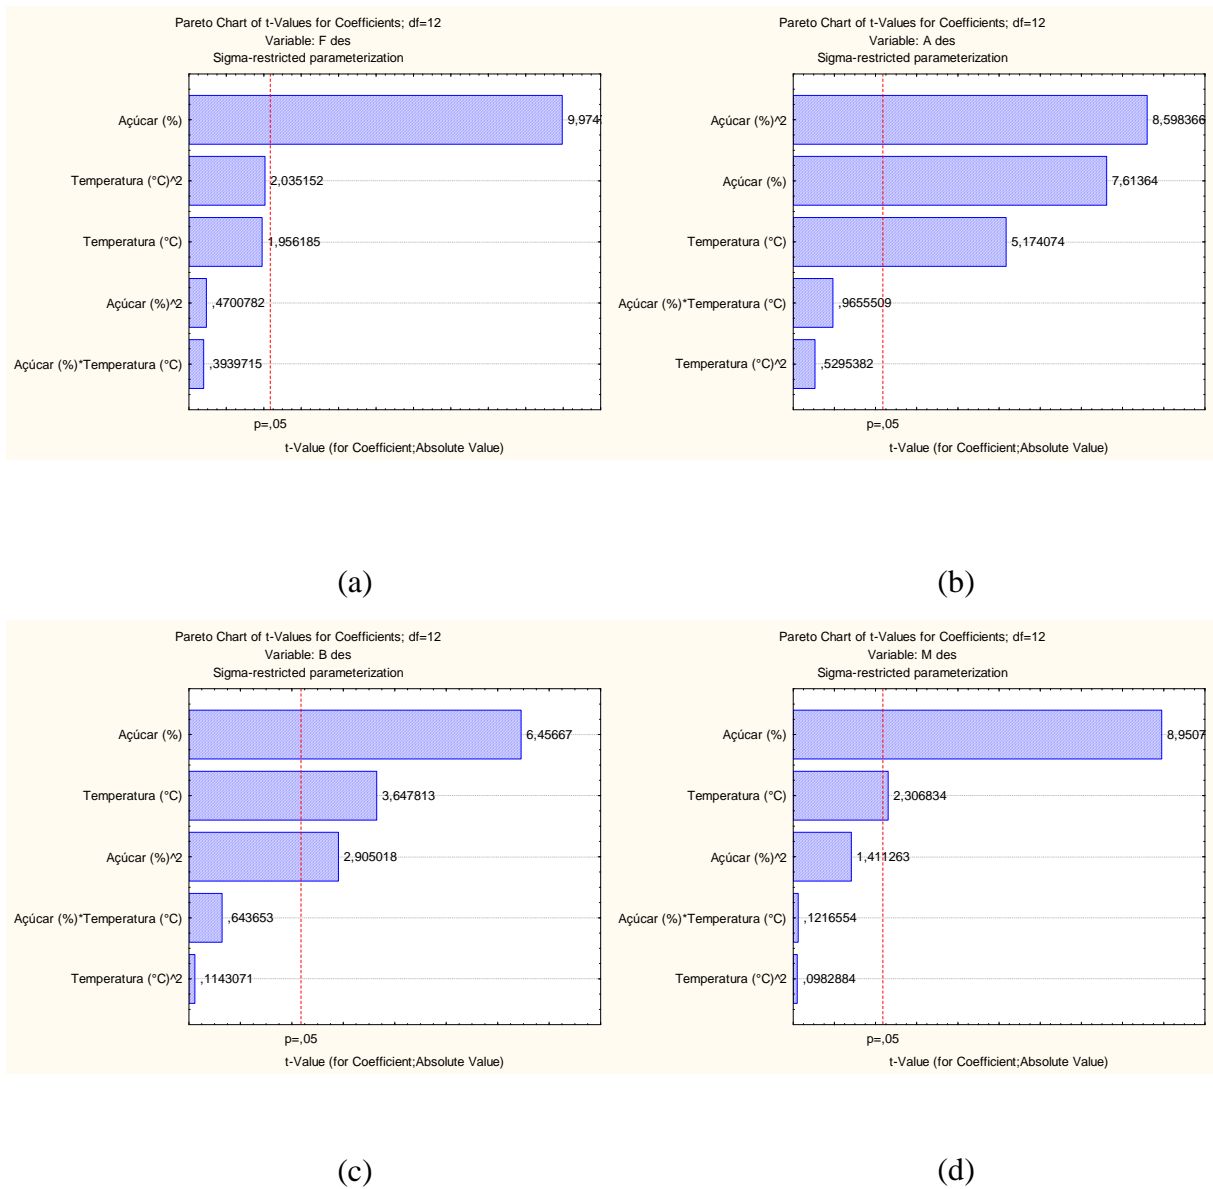 Pareto Chart of t-Values for Coefficients; df=12
Variable: F des
Sigma-restricted parameterization
Açúcar (%)
9,974
Temperatura (°C)^2
2,035152
Temperatura (°C)
1,956185
Açúcar (%)^2
,4700782
Açúcar (%)*Temperatura (°C)
,3939715
p=,05
t-Value (for Coefficient;Absolute Value)
(a)
Pareto Chart of t-Values for Coefficients; df=12
Variable: A des
Sigma-restricted parameterization
Açúcar (%)^2
8,598366
Açúcar (%)
7,61364
Temperatura (°C)
5,174074
Açúcar (%)*Temperatura (°C)
,9655509
Temperatura (°C)^2
,5295382
p=,05
t-Value (for Coefficient;Absolute Value)
(b)
Pareto Chart of t-Values for Coefficients; df=12
Variable: B des
Sigma-restricted parameterization
Açúcar (%)
6,45667
Temperatura (°C)
3,647813
Açúcar (%)^2
2,905018
Açúcar (%)*Temperatura (°C)
,643653
Temperatura (°C)^2
,1143071
p=,05
t-Value (for Coefficient;Absolute Value)
(c)
Pareto Chart of t-Values for Coefficients; df=12
Variable: M des
Sigma-restricted parameterization
Açúcar (%)
8,9507
Temperatura (°C)
2,306834
Açúcar (%)^2
1,411263
Açúcar (%)*Temperatura (°C)
,1216554
Temperatura (°C)^2
,0982884
p=,05
t-Value (for Coefficient;Absolute Value)
(d)